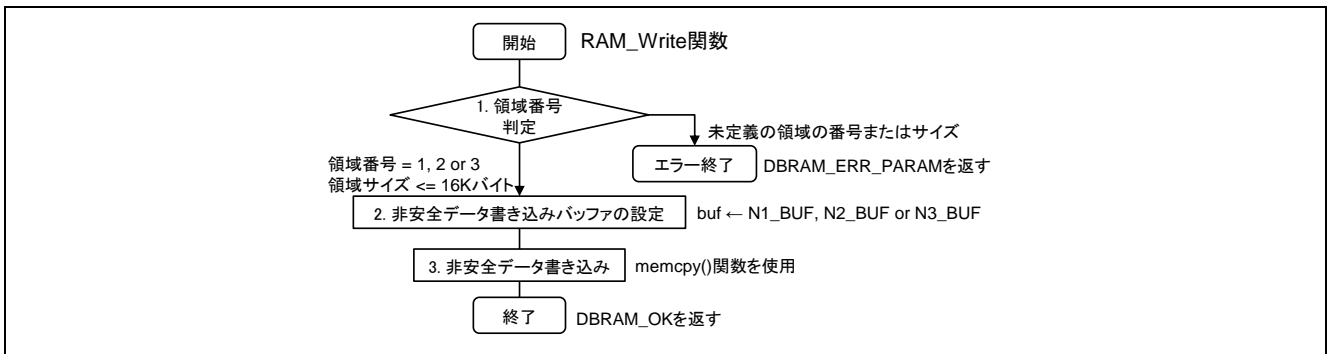 開始
RAM_Write関数
1. 領域番号
判定
未定義の領域の番号またはサイズ
エラー終了
DBRAM_ERR_PARAMを返す
領域番号 = 1, 2 or 3
領域サイズ <= 16Kバイト
2. 非安全データ書き込みバッファの設定
buf ← N1_BUF, N2_BUF or N3_BUF
3. 非安全データ書き込み
memcpy()関数を使用
終了
DBRAM_OKを返す